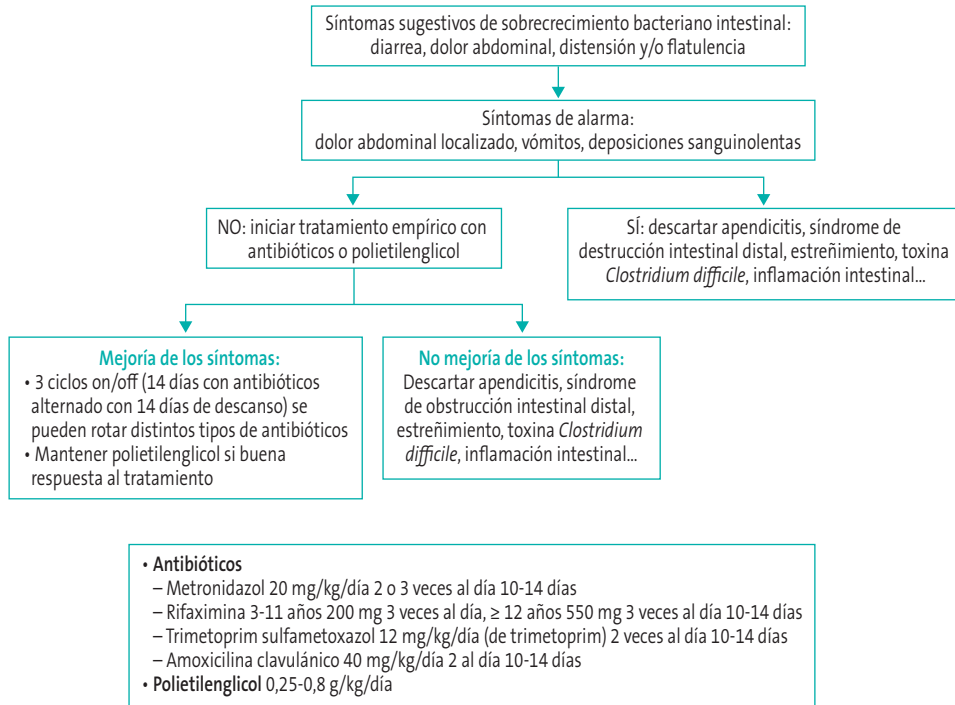 Síntomas sugestivos de sobrecrecimiento bacteriano intestinal:
diarrea, dolor abdominal, distensión y/o flatulencia
Síntomas de alarma:
dolor abdominal localizado, vómitos, deposiciones sanguinolentas
NO: iniciar tratamiento empírico con
antibióticos o polietilenglicol
SÍ: descartar apendicitis, síndrome de
destrucción intestinal distal, estreñimiento, toxina
Clostridium difficile, inflamación intestinal...
Mejoría de los síntomas:
• 3 ciclos on/off (14 días con antibióticos
alternado con 14 días de descanso) se
pueden rotar distintos tipos de antibióticos
• Mantener polietilenglicol si buena
respuesta al tratamiento
No mejoría de los síntomas:
Descartar apendicitis, síndrome
de obstrucción intestinal distal,
estreñimiento, toxina Clostridium
difficile, inflamación intestinal...
• Antibióticos
– Metronidazol 20 mg/kg/día 2 o 3 veces al día 10-14 días
– Rifaximina 3-11 años 200 mg 3 veces al día, ≥ 12 años 550 mg 3 veces al día 10-14 días
– Trimetoprim sulfametoxazol 12 mg/kg/día (de trimetoprim) 2 veces al día 10-14 días
– Amoxicilina clavulánico 40 mg/kg/día 2 al día 10-14 días
• Polietilenglicol 0,25-0,8 g/kg/día